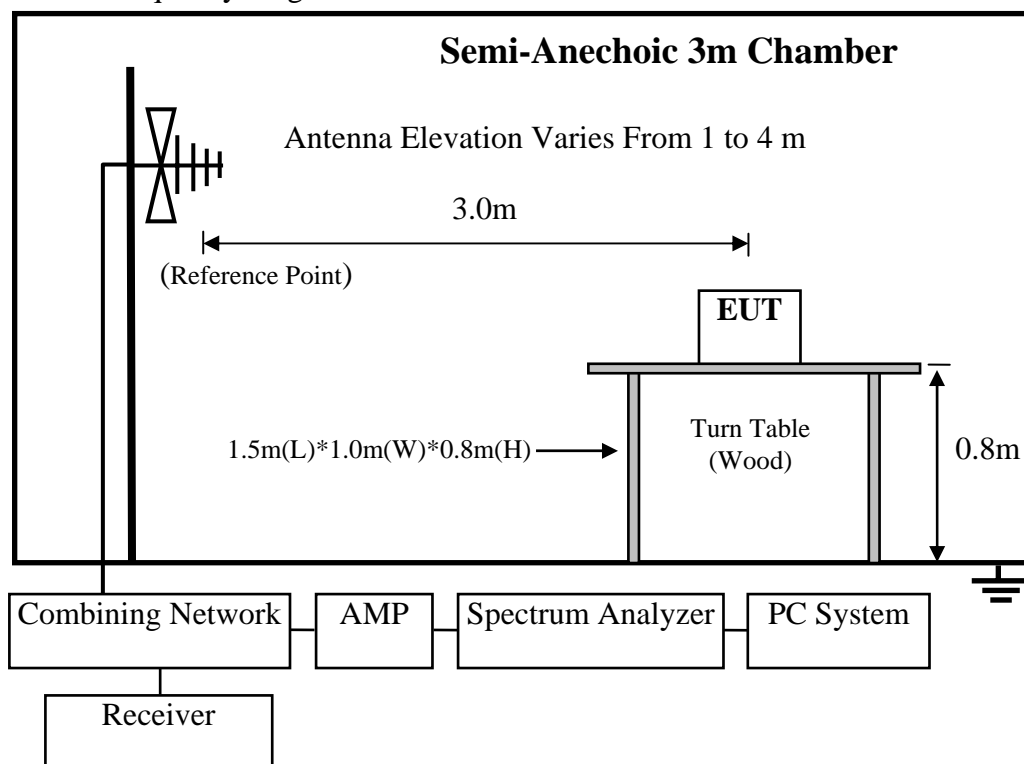 Semi-Anechoic 3m Chamber
Antenna Elevation Varies From 1 to 4 m
3.0m
(Reference Point)
EUT
1.5m(L)*1.0m(W)*0.8m(H)
Turn Table
(Wood)
0.8m
Combining Network
AMP
Spectrum Analyzer
PC System
Receiver